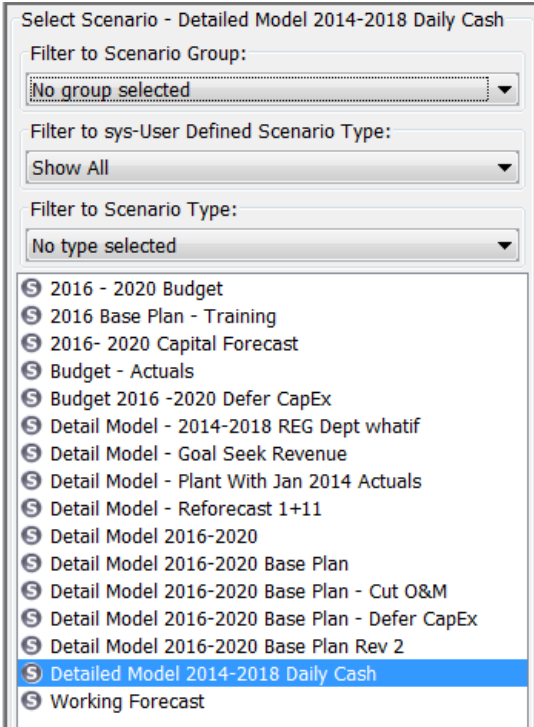 Select Scenario - Detailed Model 2014-2018 Daily Cash
Filter to Scenario Group:
No group selected
Filter to sys-User Defined Scenario Type:
Show All
Filter to Scenario Type:
No type selected
S 2016 - 2020 Budget
S 2016 Base Plan - Training
S 2016- 2020 Capital Forecast
S Budget - Actuals
S Budget 2016 -2020 Defer CapEx
S Detail Model - 2014-2018 REG Dept whatif
S Detail Model - Goal Seek Revenue
S Detail Model - Plant With Jan 2014 Actuals
S Detail Model - Reforecast 1+11
S Detail Model 2016-2020
S Detail Model 2016-2020 Base Plan
S Detail Model 2016-2020 Base Plan - Cut O&M
S Detail Model 2016-2020 Base Plan - Defer CapEx
S Detail Model 2016-2020 Base Plan Rev 2
S Detailed Model 2014-2018 Daily Cash
S Working Forecast